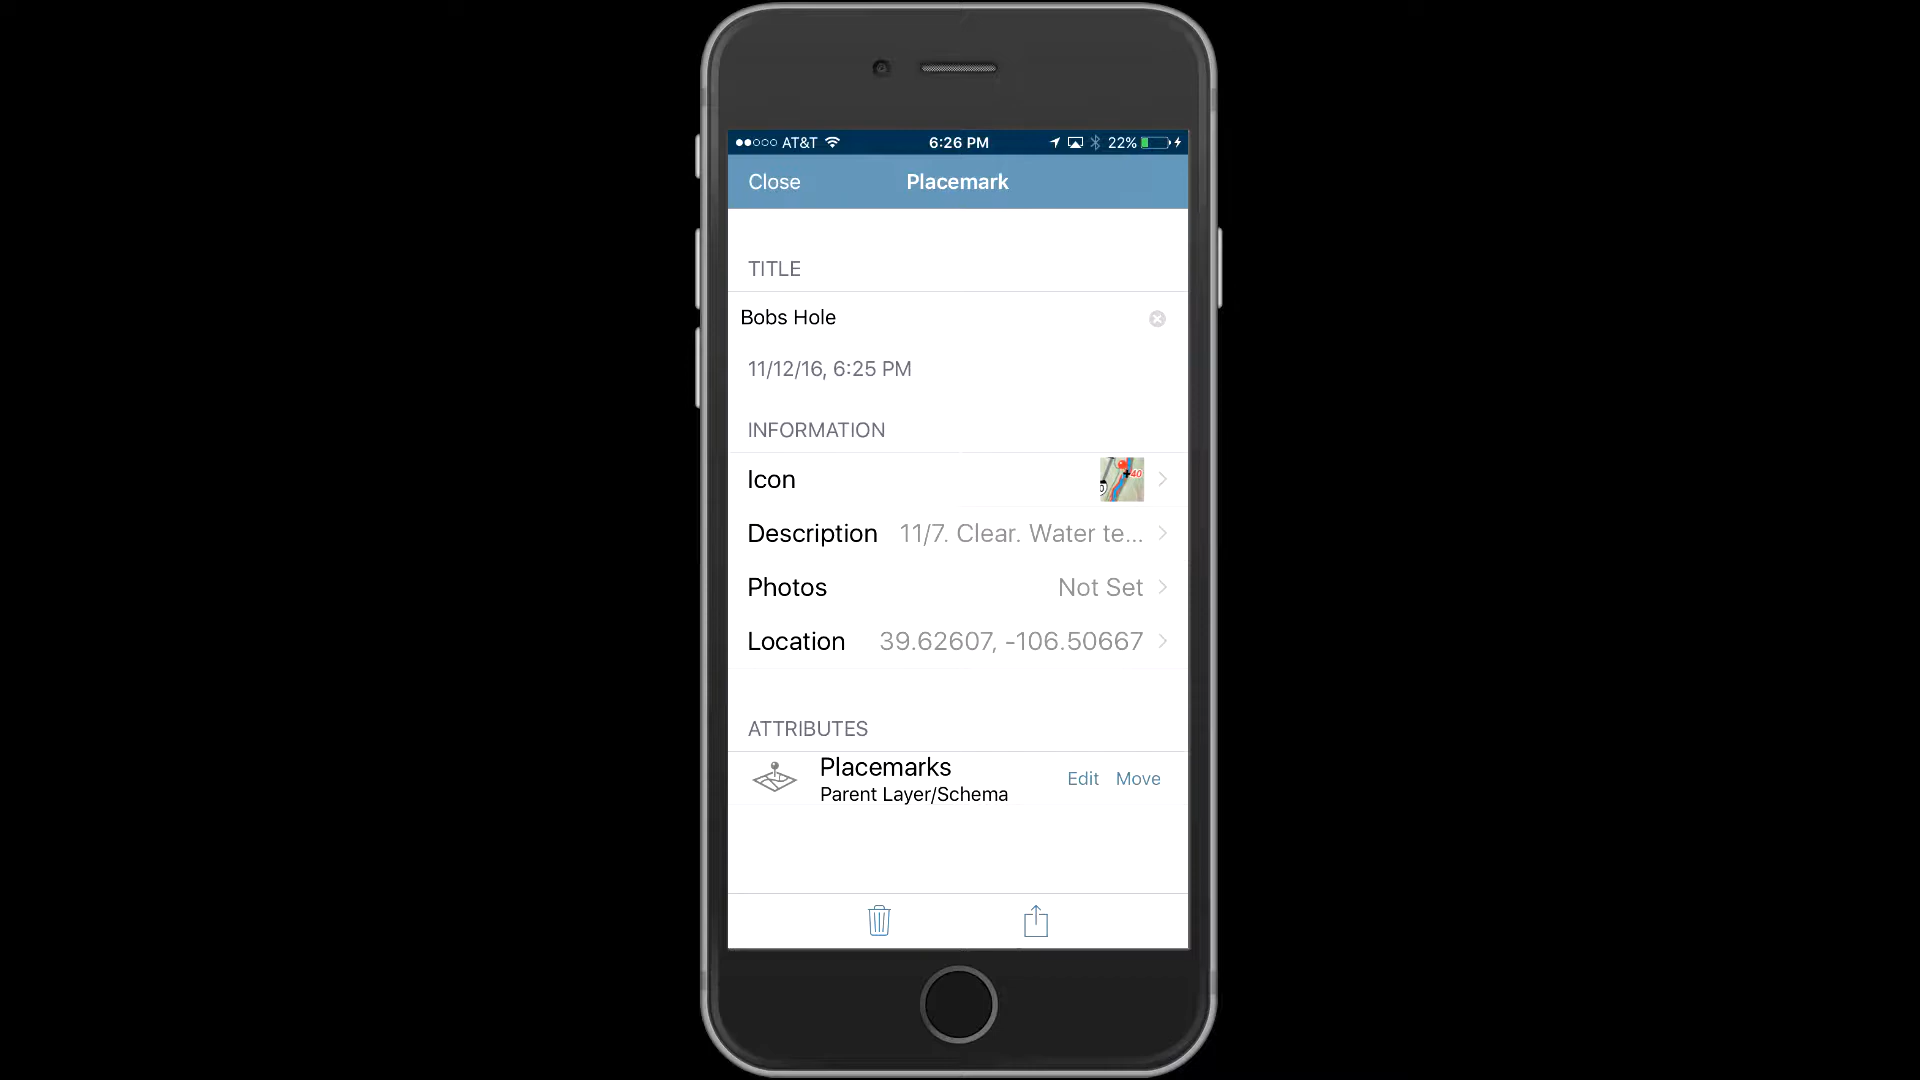 AT&T 6:26 PM 22%
Close Placemark
TITLE
Bobs Hole
11/12/16, 6:25 PM
INFORMATION
Icon 40
Description 11/7. Clear. Water te...
Photos Not Set
Location 39.62607, -106.50667
ATTRIBUTES
Placemarks
Parent Layer/Schema
Edit Move